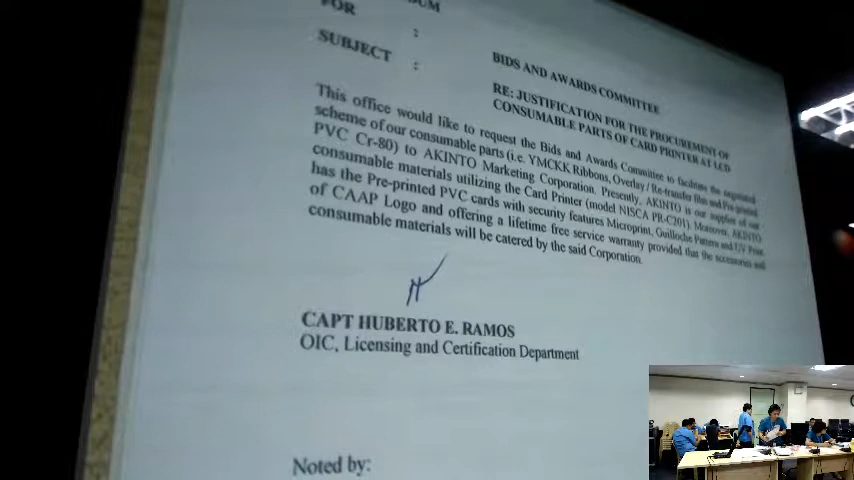 DUM
FOR :
BIDS AND AWARDS COMMITTEE
SUBJECT :
RE: JUSTIFICATION FOR THE PROCUREMENT OF
CONSUMABLE PARTS OF CARD PRINTER AT LCD
This office would like to request the Bids and Awards Committee to facilitate the negotiated
scheme of our consumable parts (i.e. YMCKK Ribbons, Overlay / Re-transfer film and Pre-printed
PVC Cr-80) to AKINTO Marketing Corporation. Presently, AKINTO is our supplier of our
consumable materials utilizing the Card Printer (model NISCA PR-C201). Moreover, AKINTO
has the Pre-printed PVC cards with security features Microprint, Guilloche Pattern and UV Print
of CAAP Logo and offering a lifetime free service warranty provided that the accessories and
consumable materials will be catered by the said Corporation.
CAPT HUBERTO E. RAMOS
OIC, Licensing and Certification Department
Noted by: